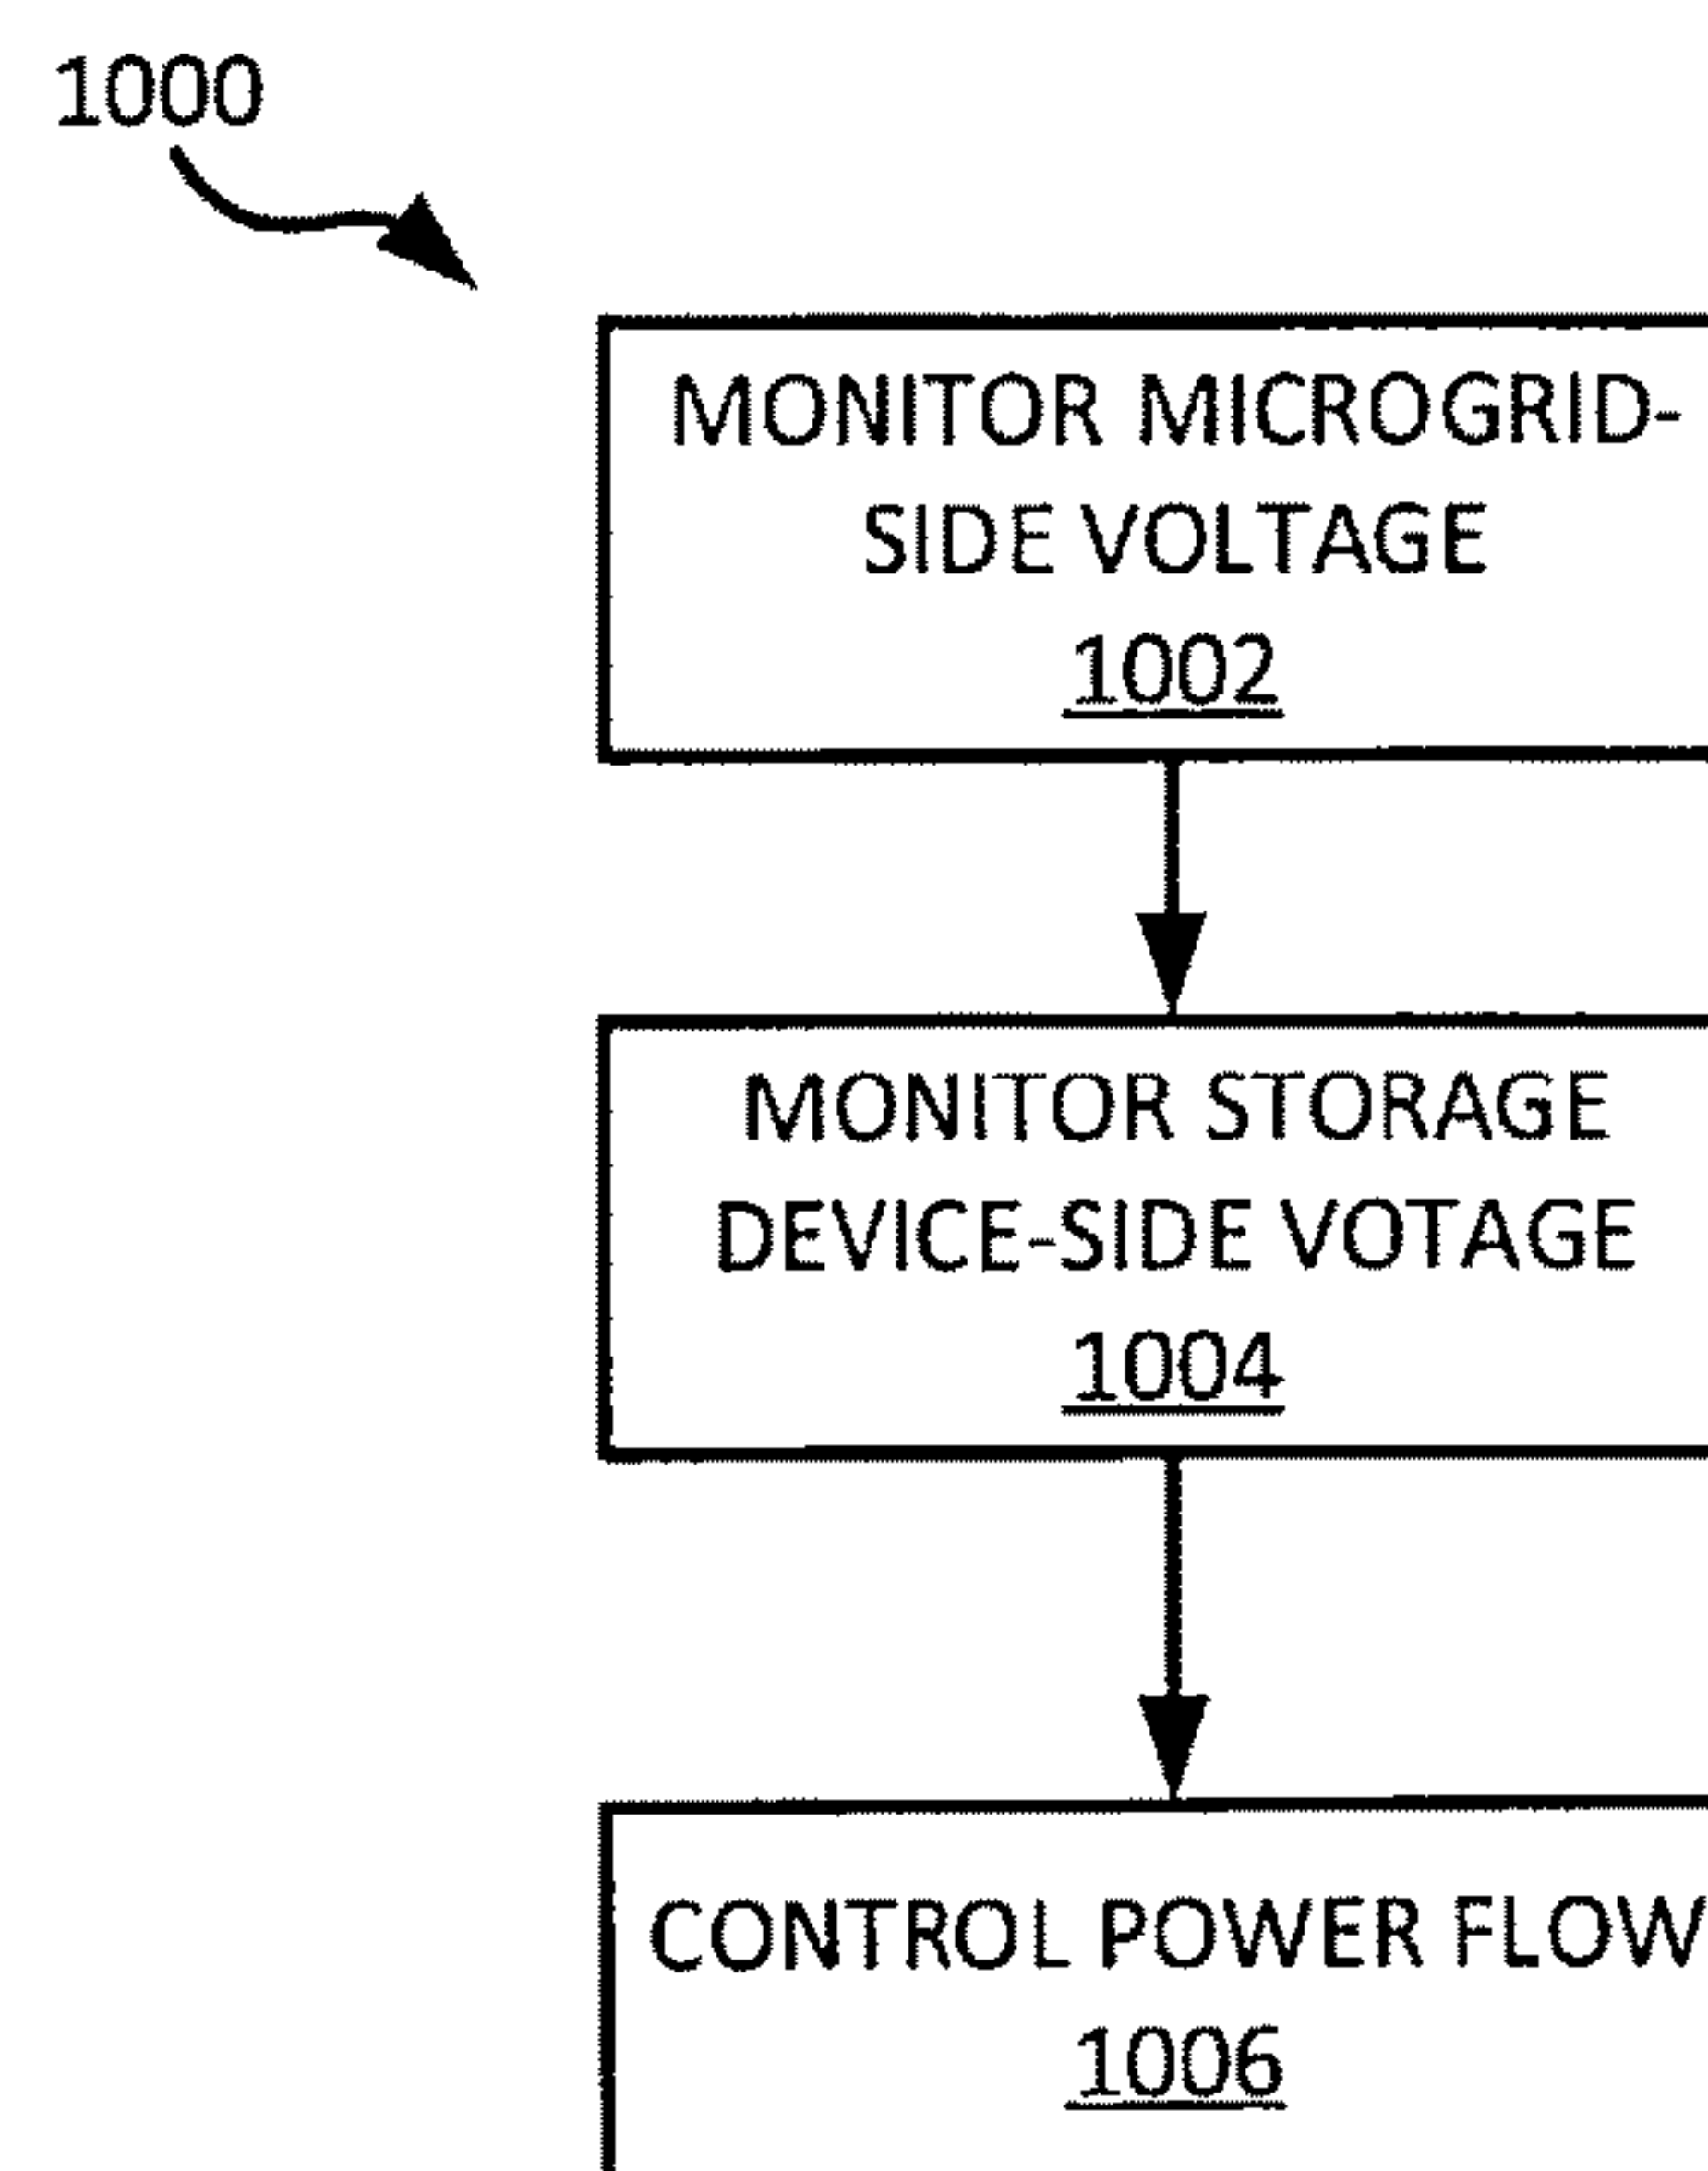 1000
MONITOR MICROGRID-
SIDE VOLTAGE
1002
MONITOR STORAGE
DEVICE-SIDE VOTAGE
1004
CONTROL POWER FLOW
1006